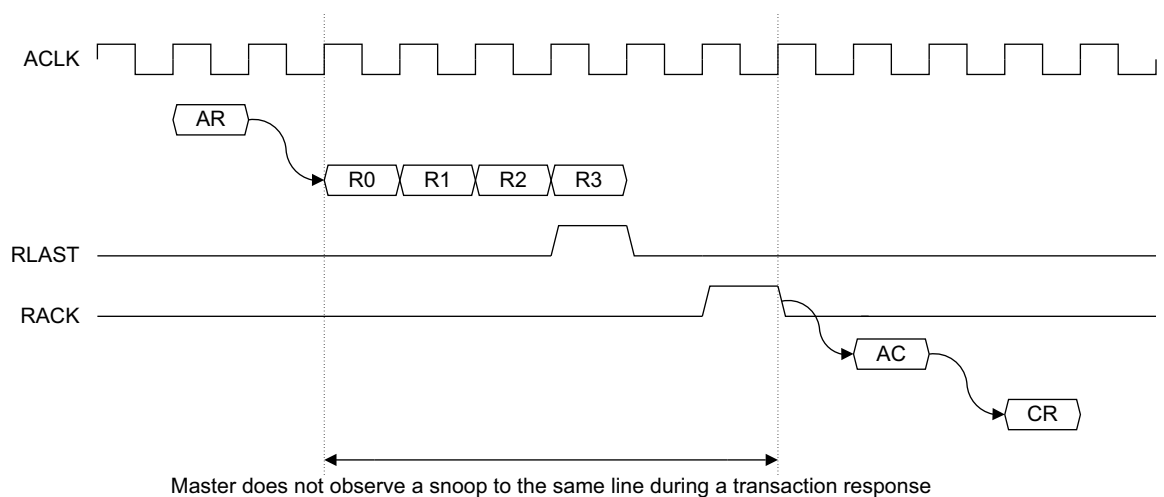 ACLK
AR
R0 R1 R2 R3
RLAST
RACK
AC
CR
Master does not observe a snoop to the same line during a transaction response